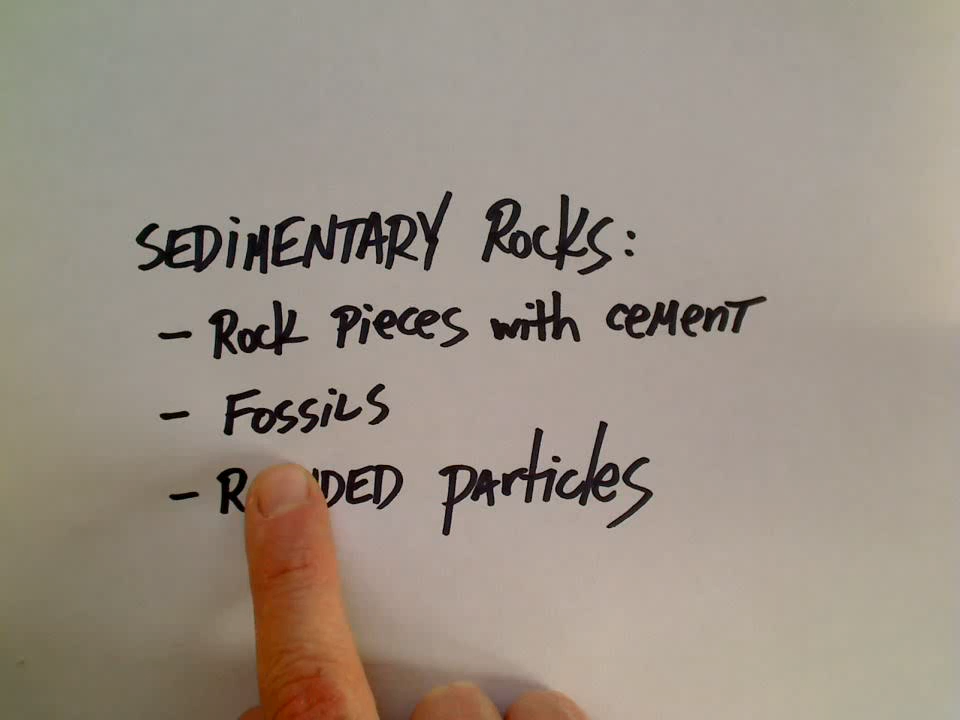 SEDiMENTARY ROCKS:
- ROCK PIECES with CEMENT
- FOSSILS
- particles